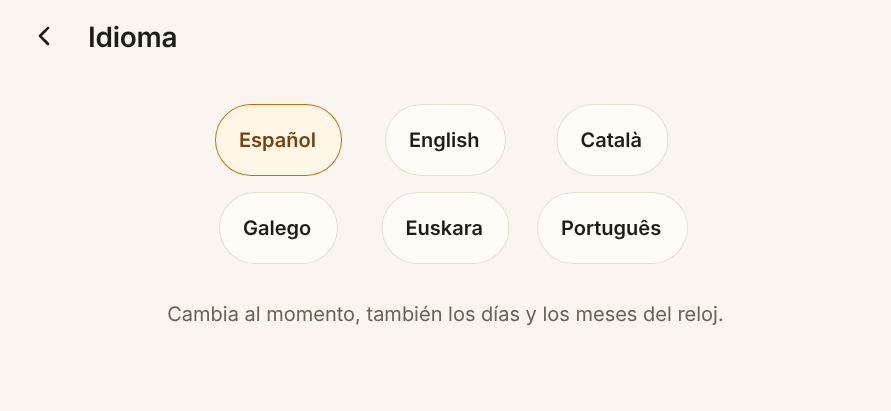 Idioma
Español English Català
Galego Euskara Português
Cambia al momento, también los días y los meses del reloj.